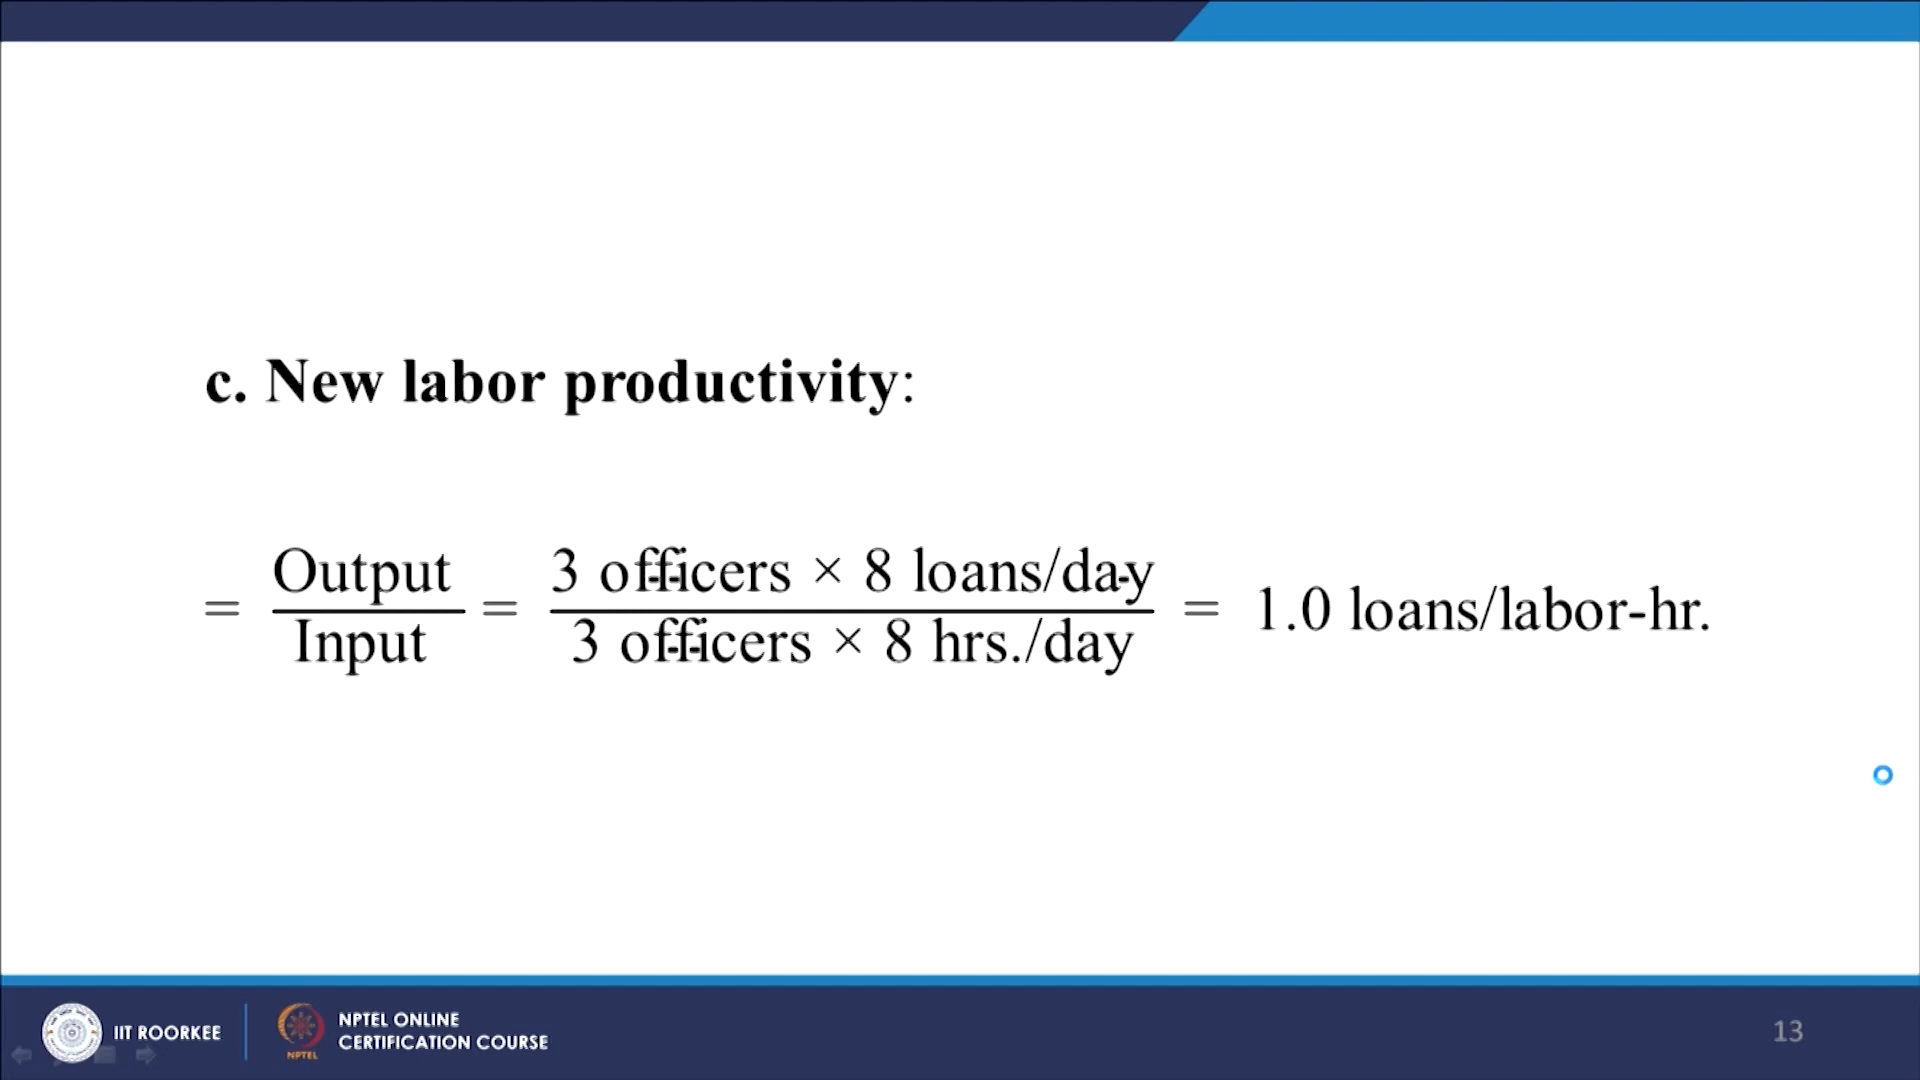 c. New labor productivity:
= Output / Input = 3 officers × 8 loans/day / 3 officers × 8 hrs./day = 1.0 loans/labor-hr.
IIT ROORKEE
NPTEL
NPTEL ONLINE
CERTIFICATION COURSE
13